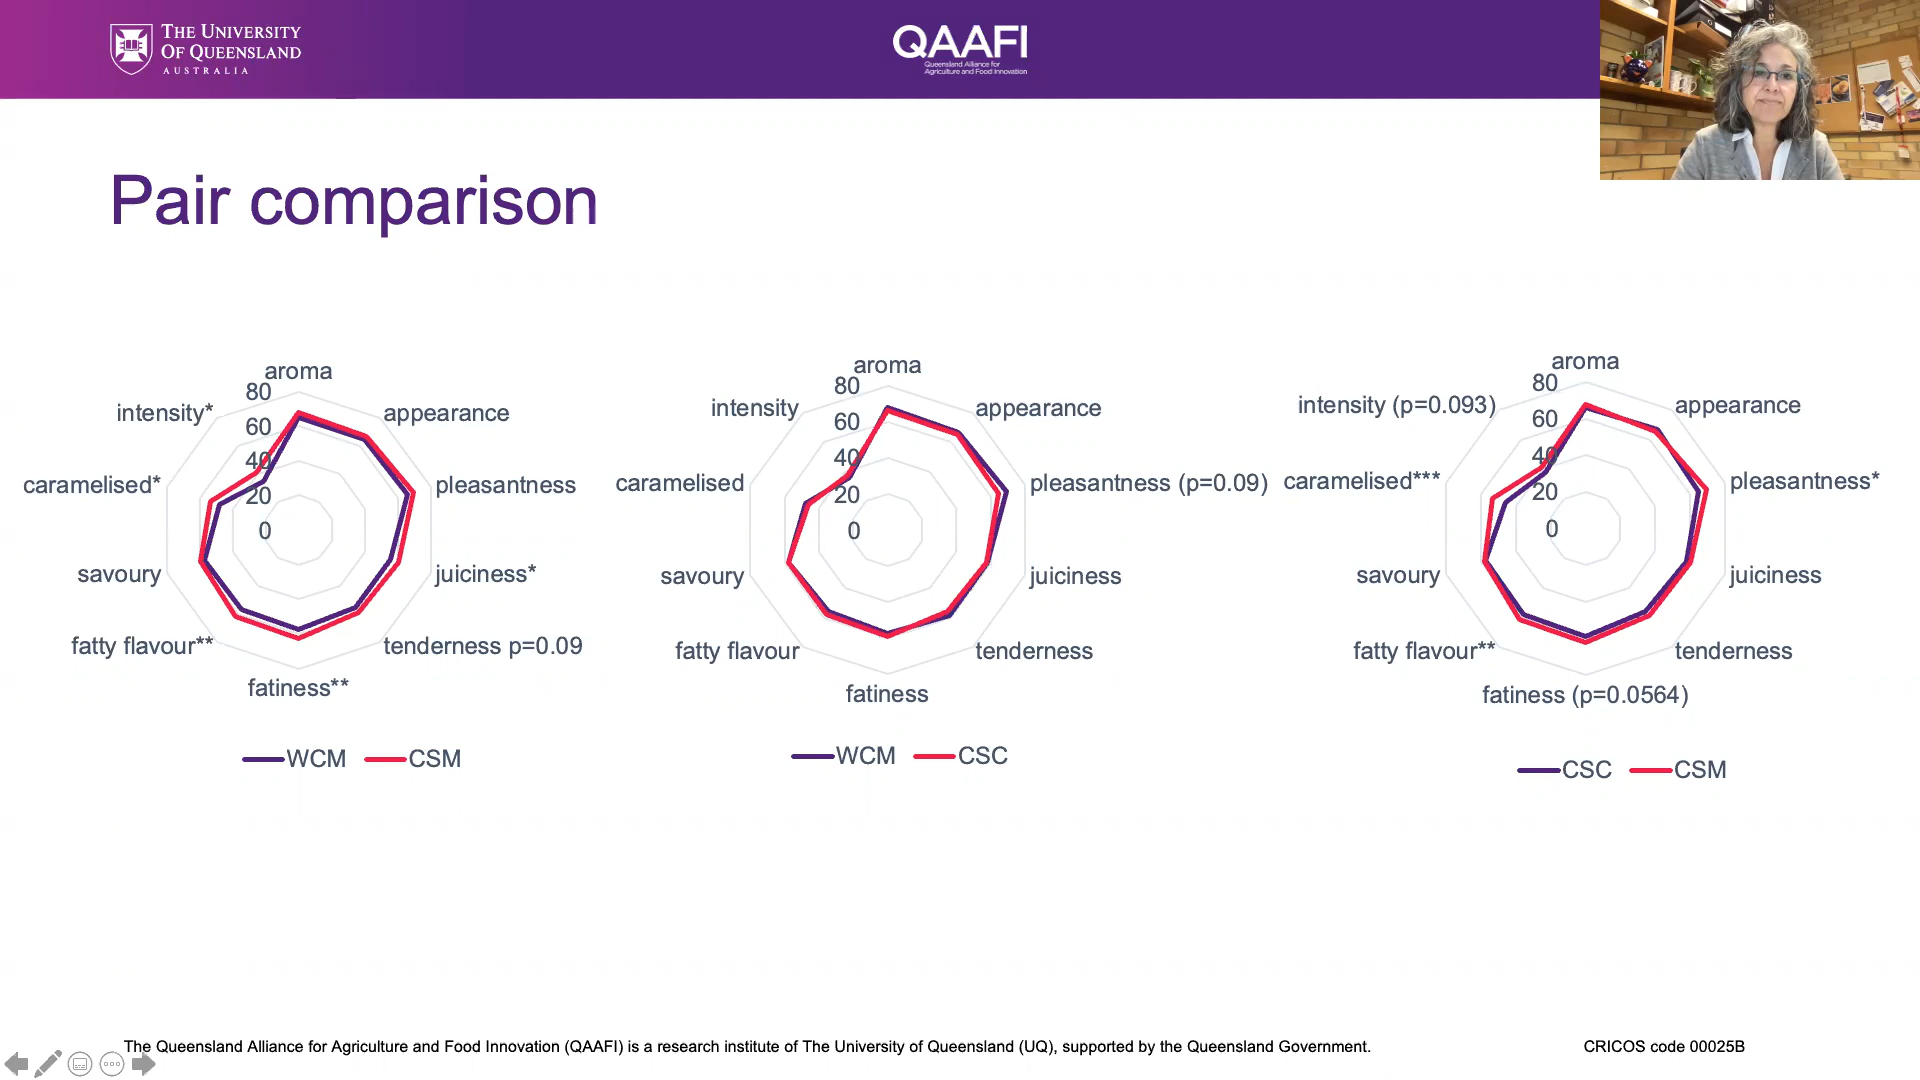 THE UNIVERSITY
OF QUEENSLAND
AUSTRALIA
QAAFI
Queensland Alliance for
Agriculture and Food Innovation
Pair comparison
aroma
80
intensity*
appearance
60
40
caramelised*
pleasantness
20
0
savoury
juiciness*
fatty flavour**
tenderness p=0.09
fatiness**
WCM CSM
aroma
80
intensity
appearance
60
40
caramelised
pleasantness (p=0.09)
20
0
savoury
juiciness
fatty flavour
tenderness
fatiness
WCM CSC
aroma
80
intensity (p=0.093)
appearance
60
40
caramelised***
pleasantness*
20
0
savoury
juiciness
fatty flavour**
tenderness
fatiness (p=0.0564)
CSC CSM
The Queensland Alliance for Agriculture and Food Innovation (QAAFI) is a research institute of The University of Queensland (UQ), supported by the Queensland Government.
CRICOS code 00025B